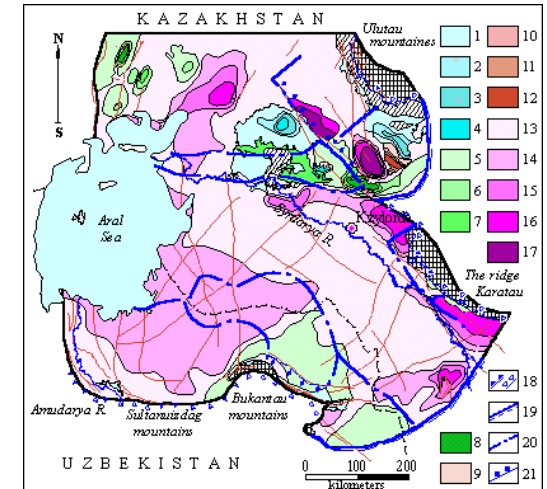 KAZAKHSTAN
Ulutau
mountaines
N
S
1 10
2 11
3 12
4 13
5 14
6 15
7 16
17
Aral
Sea
Syrdarya R.
Kzylorda
The ridge
Karatau
18
19
20
21
8
9
Amudarya R.
Sultanuizdag
mountains
Bukantau
mountains
UZBEKISTAN
0 100 200
kilometers